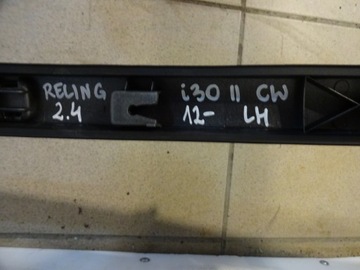 RELING i30 II CW
2.4 12- LH